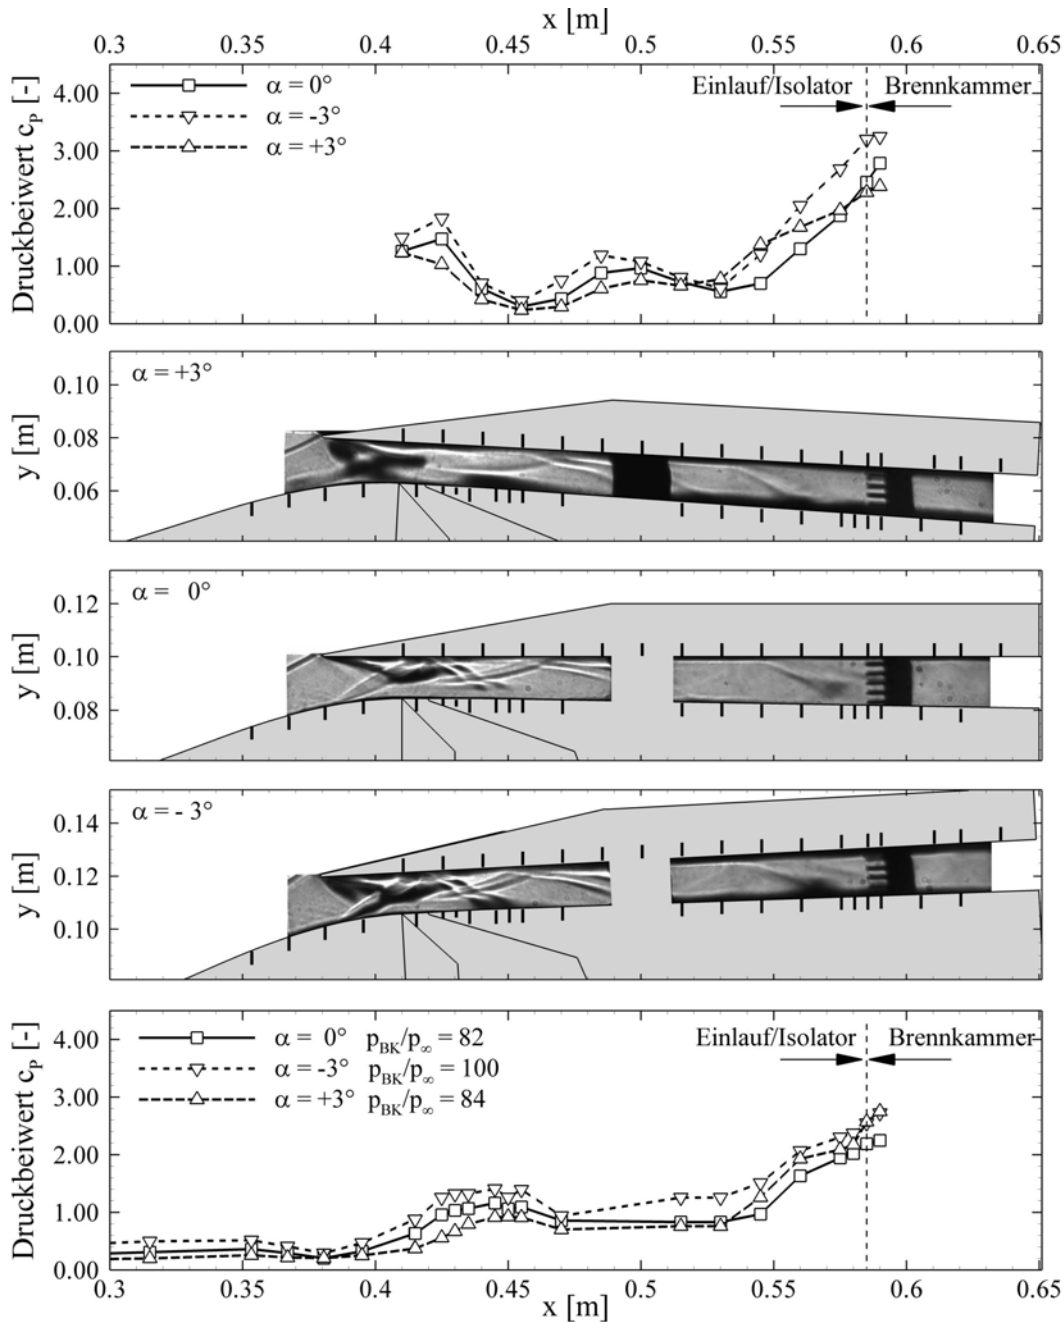 x [m]
0.3 0.35 0.4 0.45 0.5 0.55 0.6 0.65
Druckbeiwert c_P [-]
4.00
3.00
2.00
1.00
0.00
α = 0°
α = -3°
α = +3°
Einlauf/Isolator Brennkammer
α = +3°
y [m]
0.10
0.08
0.06
α = 0°
y [m]
0.12
0.10
0.08
α = - 3°
y [m]
0.14
0.12
0.10
Druckbeiwert c_P [-]
4.00
3.00
2.00
1.00
0.00
α = 0° p_BK/p_∞ = 82
α = -3° p_BK/p_∞ = 100
α = +3° p_BK/p_∞ = 84
Einlauf/Isolator Brennkammer
0.3 0.35 0.4 0.45 0.5 0.55 0.6 0.65
x [m]